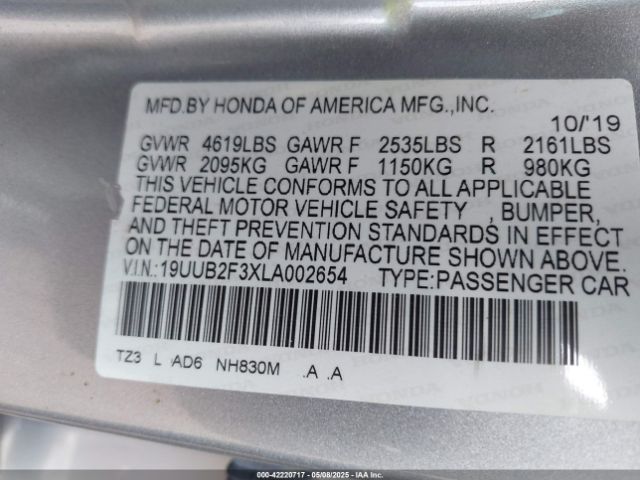 MFD.BY HONDA OF AMERICA MFG.,INC.
10/'19
GVWR 4619LBS GAWR F 2535LBS R 2161LBS
GVWR 2095KG GAWR F 1150KG R 980KG
THIS VEHICLE CONFORMS TO ALL APPLICABLE
FEDERAL MOTOR VEHICLE SAFETY , BUMPER,
AND THEFT PREVENTION STANDARDS IN EFFECT
ON THE DATE OF MANUFACTURE SHOWN ABOVE.
V.I.N.:19UUB2F3XLA002654 TYPE:PASSENGER CAR
TZ3 L AD6 NH830M .A .A
000-42220717 - 05/08/2025 - IAA Inc.